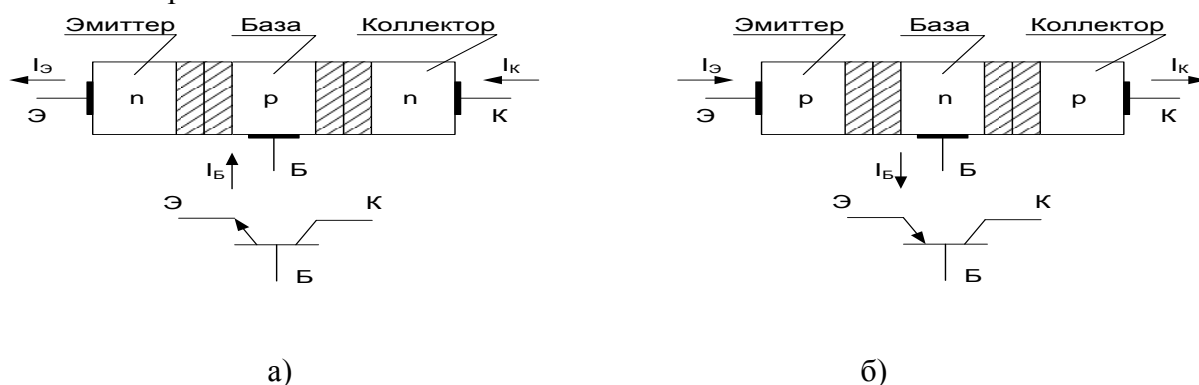 Эмиттер База Коллектор Эмиттер База Коллектор
Iэ Iк Iэ Iк
n p n p n p
Э К Э К
Iб Б Iб Б
Э К Э К
Б Б
а) б)